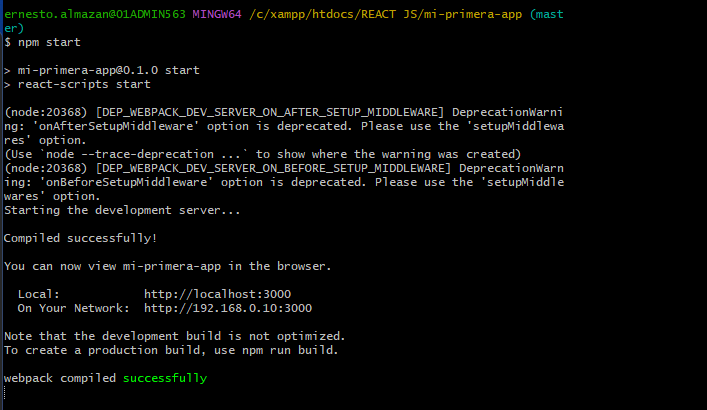 ernesto.almazan@01ADMIN563 MINGW64 /c/xampp/htdocs/REACT JS/mi-primera-app (mast
er)
$ npm start
> mi-primera-app@0.1.0 start
> react-scripts start
(node:20368) [DEP_WEBPACK_DEV_SERVER_ON_AFTER_SETUP_MIDDLEWARE] DeprecationWarni
ng: 'onAfterSetupMiddleware' option is deprecated. Please use the 'setupMiddlewa
res' option.
(Use `node --trace-deprecation ...` to show where the warning was created)
(node:20368) [DEP_WEBPACK_DEV_SERVER_ON_BEFORE_SETUP_MIDDLEWARE] DeprecationWarn
ing: 'onBeforeSetupMiddleware' option is deprecated. Please use the 'setupMiddle
wares' option.
Starting the development server...
Compiled successfully!
You can now view mi-primera-app in the browser.
Local: http://localhost:3000
On Your Network: http://192.168.0.10:3000
Note that the development build is not optimized.
To create a production build, use npm run build.
webpack compiled successfully